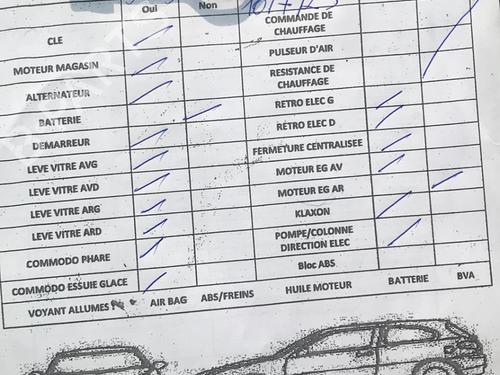 Oui Non
CLE
MOTEUR MAGASIN
ALTERNATEUR
BATTERIE
DEMARREUR
LEVE VITRE AVG
LEVE VITRE AVD
LEVE VITRE ARG
LEVE VITRE ARD
COMMODO PHARE
COMMODO ESSUIE GLACE
COMMANDE DE
CHAUFFAGE
PULSEUR D'AIR
RESISTANCE DE
CHAUFFAGE
RETRO ELEC G
RETRO ELEC D
FERMETURE CENTRALISEE
MOTEUR EG AV
MOTEUR EG AR
KLAXON
POMPE/COLONNE
DIRECTION ELEC
Bloc ABS
VOYANT ALLUMES AIR BAG ABS/FREINS HUILE MOTEUR BATTERIE BVA